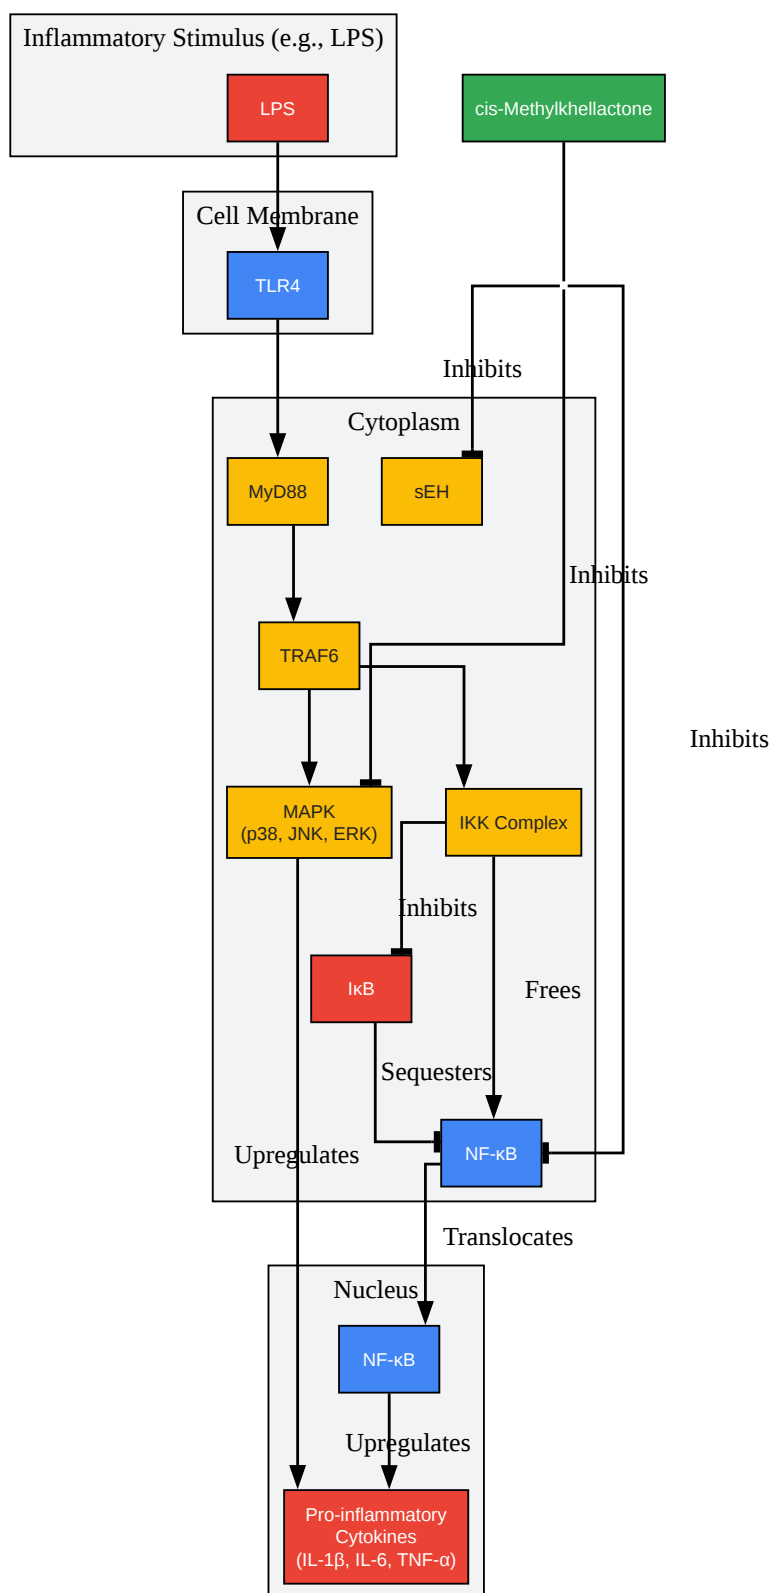 Inflammatory Stimulus (e.g., LPS)
LPS
cis-Methylkhellactone
Cell Membrane
TLR4
Inhibits
Cytoplasm
MyD88
sEH
Inhibits
TRAF6
Inhibits
MAPK
(p38, JNK, ERK)
IKK Complex
Inhibits
IκB
Frees
Sequesters
NF-κB
Upregulates
Translocates
Nucleus
NF-κB
Upregulates
Pro-inflammatory
Cytokines
(IL-1β, IL-6, TNF-α)